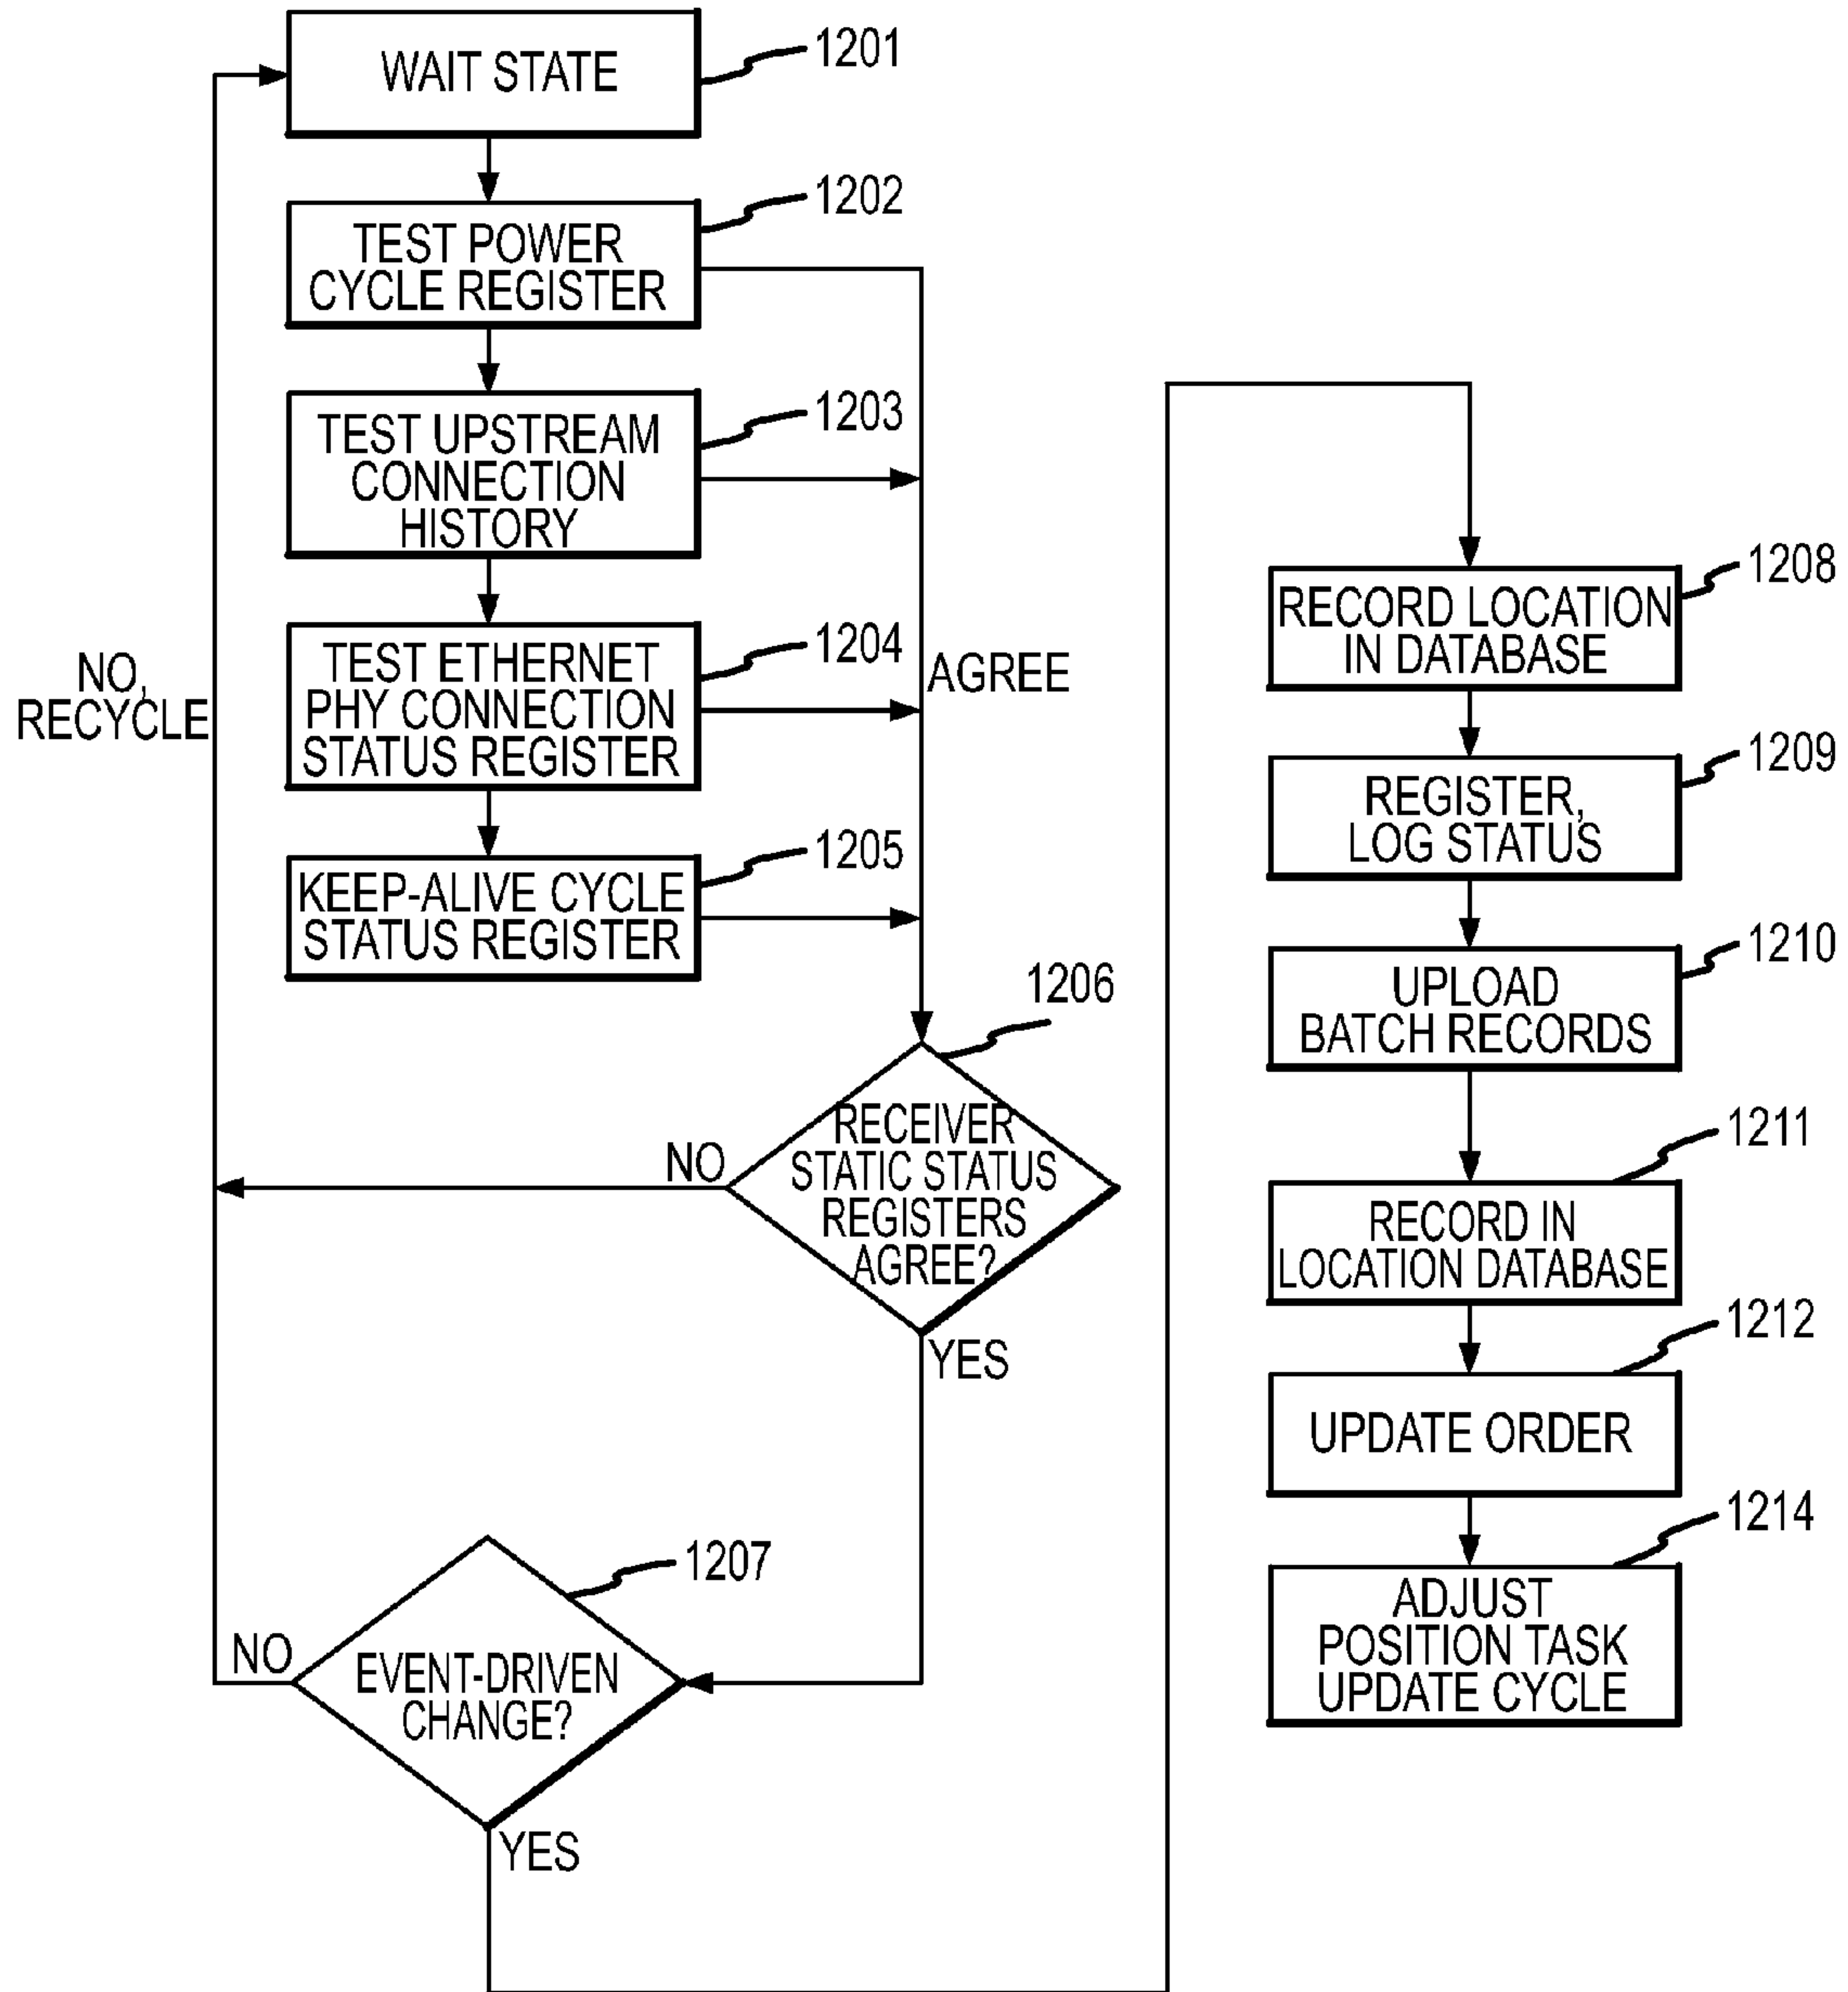 WAIT STATE
1201
TEST POWER
CYCLE REGISTER
1202
TEST UPSTREAM
CONNECTION
HISTORY
1203
TEST ETHERNET
PHY CONNECTION
STATUS REGISTER
1204
KEEP-ALIVE CYCLE
STATUS REGISTER
1205
NO,
RECYCLE
AGREE
1206
RECEIVER
STATIC STATUS
REGISTERS
AGREE?
NO
YES
1207
EVENT-DRIVEN
CHANGE?
NO
YES
RECORD LOCATION
IN DATABASE
1208
REGISTER,
LOG STATUS
1209
UPLOAD
BATCH RECORDS
1210
RECORD IN
LOCATION DATABASE
1211
UPDATE ORDER
1212
ADJUST
POSITION TASK
UPDATE CYCLE
1214